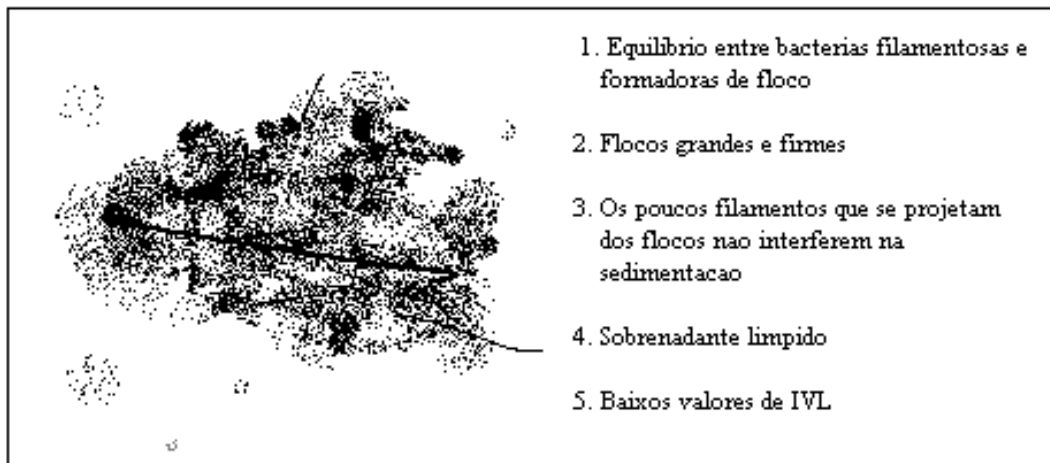 1. Equilibrio entre bacterias filamentosas e
formadoras de floco
2. Flocos grandes e firmes
3. Os poucos filamentos que se projetam
dos flocos nao interferem na
sedimentacao
4. Sobrenadante limpido
5. Baixos valores de IVL